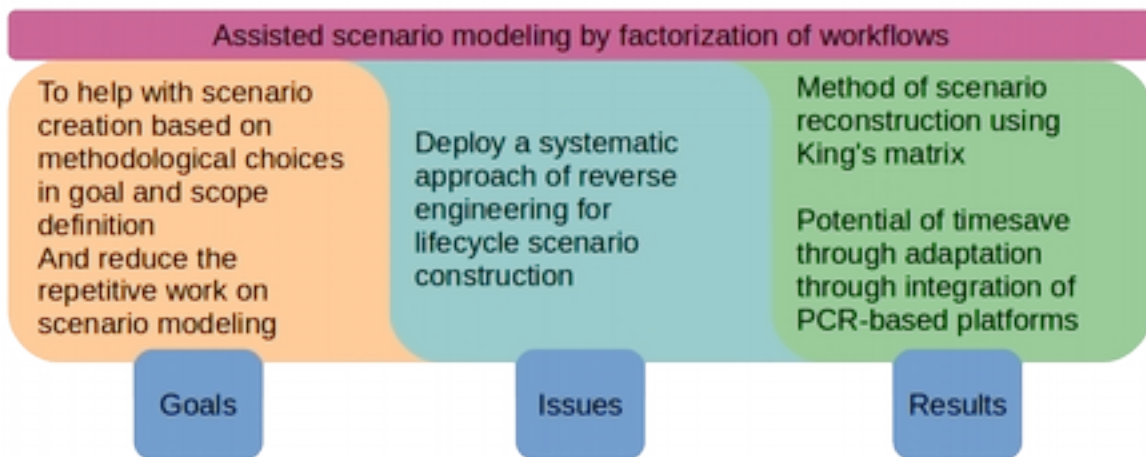 Assisted scenario modeling by factorization of workflows
To help with scenario
creation based on
methodological choices
in goal and scope
definition
And reduce the
repetitive work on
scenario modeling
Deploy a systematic
approach of reverse
engineering for
lifecycle scenario
construction
Method of scenario
reconstruction using
King's matrix
Potential of timesave
through adaptation
through integration of
PCR-based platforms
Goals
Issues
Results